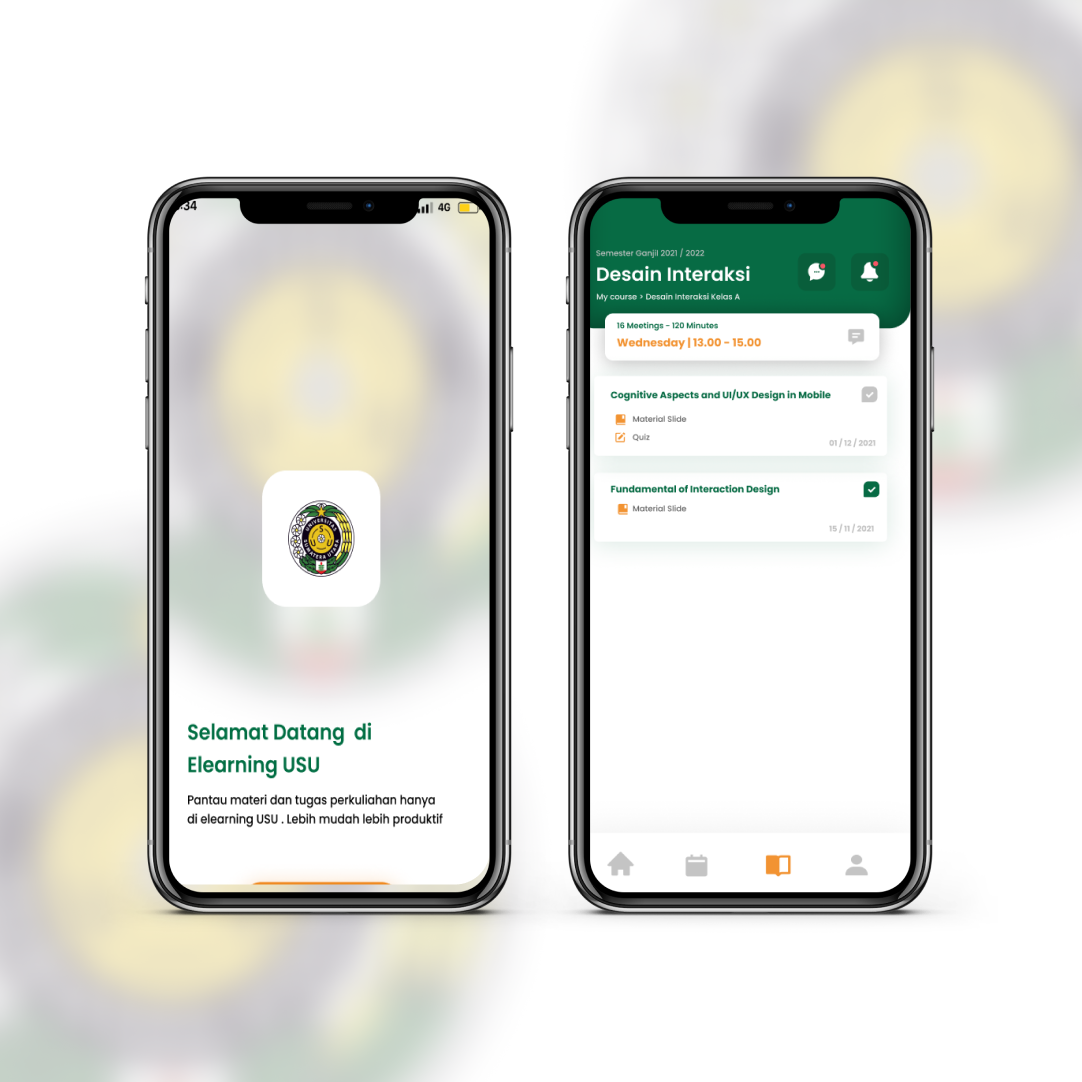 :34
4G
UNIVERSITAS
SUMATERA UTARA
Selamat Datang di
Elearning USU
Pantau materi dan tugas perkuliahan hanya
di elearning USU . Lebih mudah lebih produktif
Semester Ganjil 2021 / 2022
Desain Interaksi
My course > Desain Interaksi Kelas A
16 Meetings - 120 Minutes
Wednesday | 13.00 - 15.00
Cognitive Aspects and UI/UX Design in Mobile
Material Slide
Quiz
01 / 12 / 2021
Fundamental of Interaction Design
Material Slide
15 / 11 / 2021